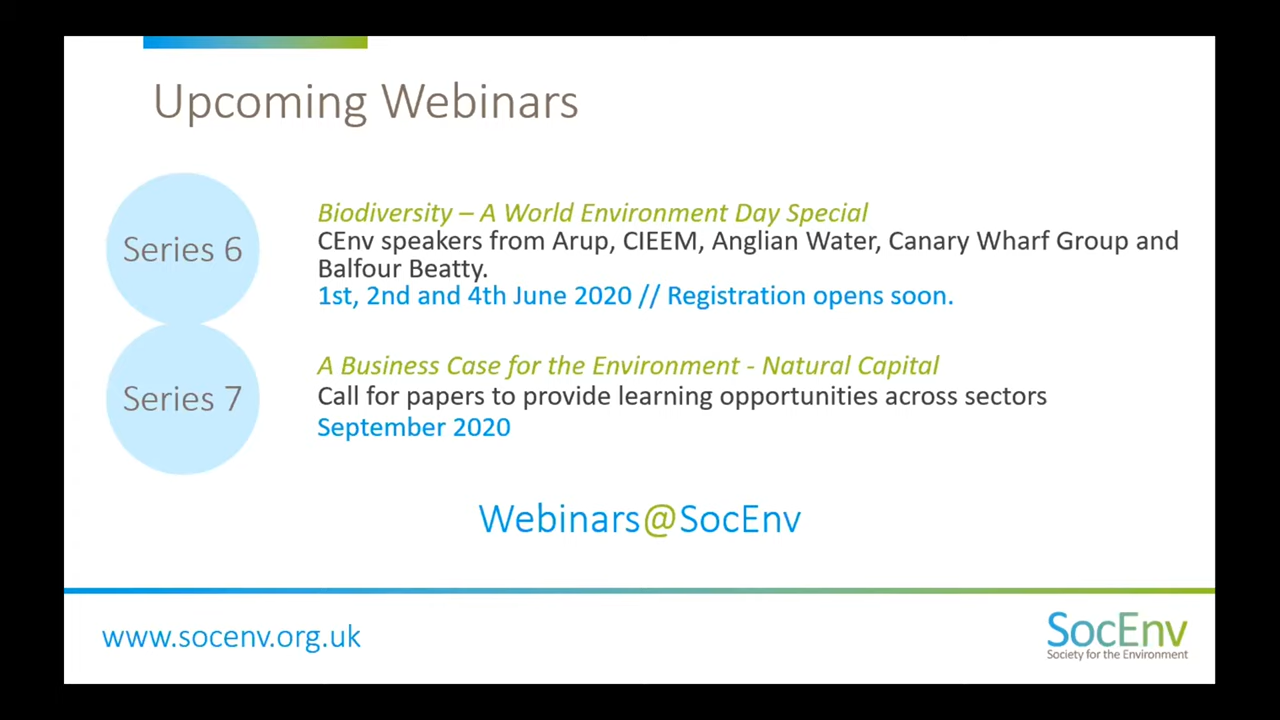 Upcoming Webinars
Series 6
Biodiversity – A World Environment Day Special
CEnv speakers from Arup, CIEEM, Anglian Water, Canary Wharf Group and
Balfour Beatty.
1st, 2nd and 4th June 2020 // Registration opens soon.
Series 7
A Business Case for the Environment - Natural Capital
Call for papers to provide learning opportunities across sectors
September 2020
Webinars@SocEnv
www.socenv.org.uk
SocEnv
Society for the Environment